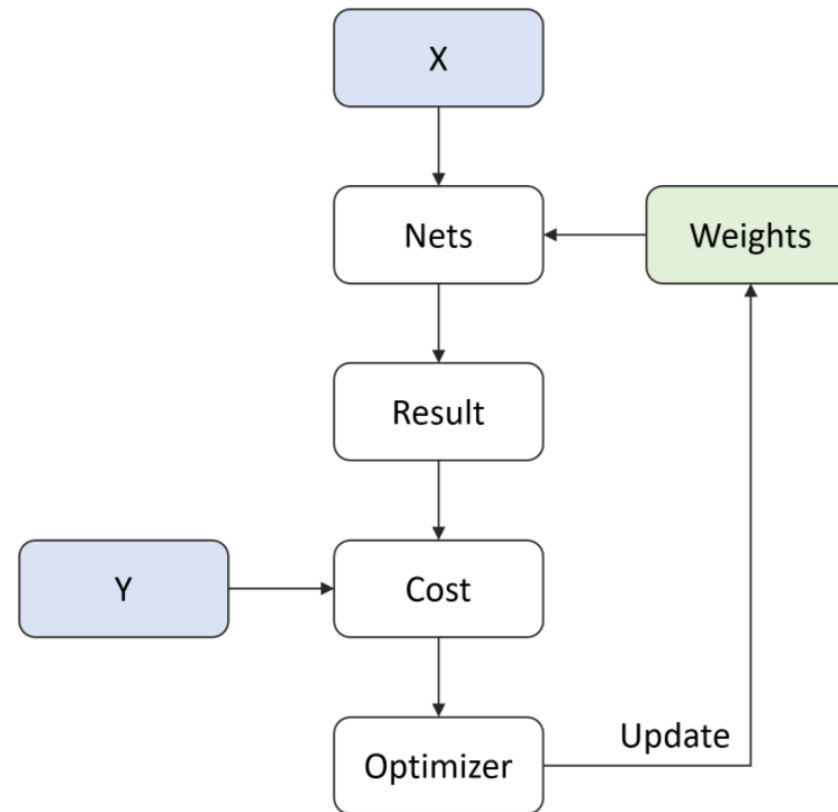 X
Nets
Weights
Result
Y
Cost
Update
Optimizer